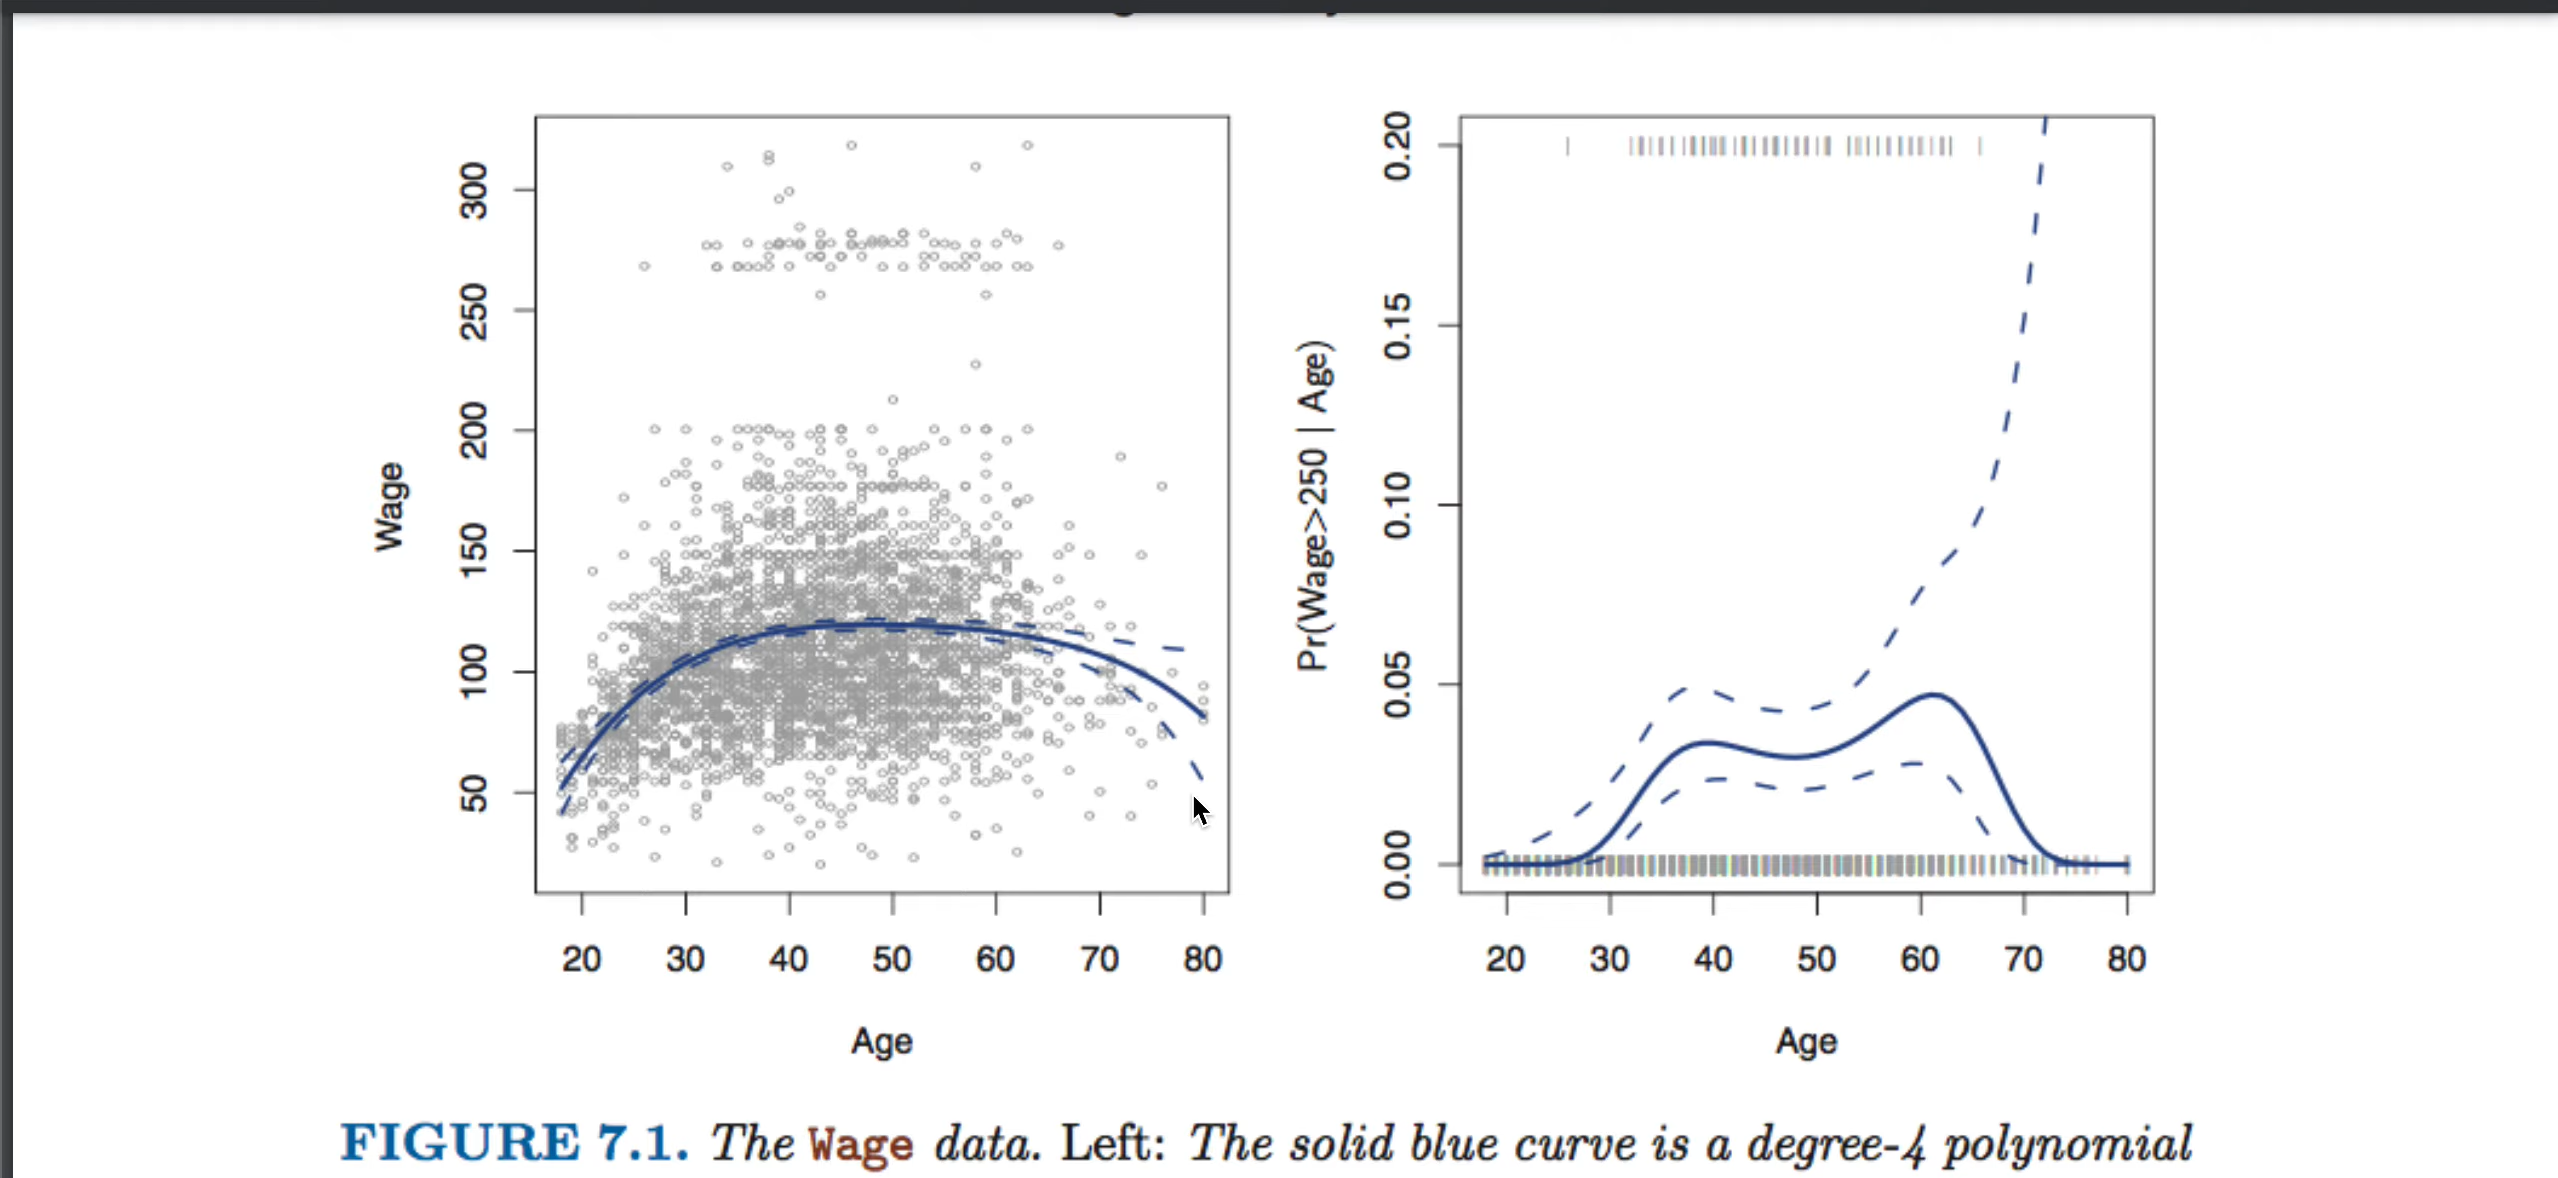 Wage
300
250
200
150
100
50
20 30 40 50 60 70 80
Age
Pr(Wage>250 | Age)
0.20
0.15
0.10
0.05
0.00
20 30 40 50 60 70 80
Age
FIGURE 7.1. The Wage data. Left: The solid blue curve is a degree-4 polynomial